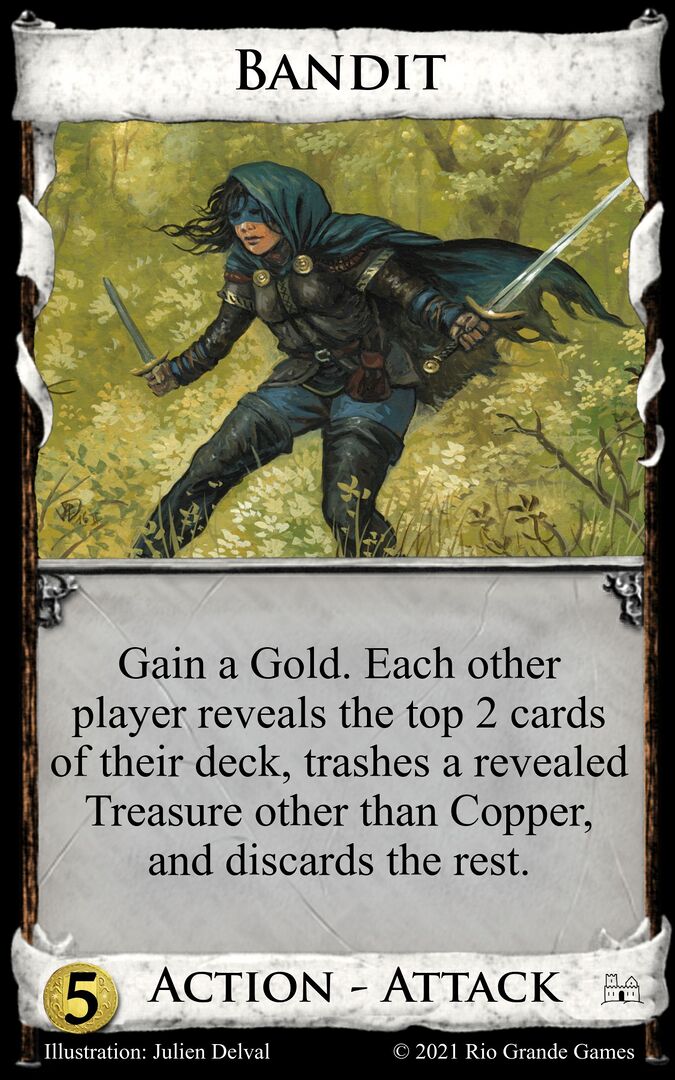 BANDIT
Gain a Gold. Each other
player reveals the top 2 cards
of their deck, trashes a revealed
Treasure other than Copper,
and discards the rest.
5 ACTION - ATTACK
Illustration: Julien Delval © 2021 Rio Grande Games